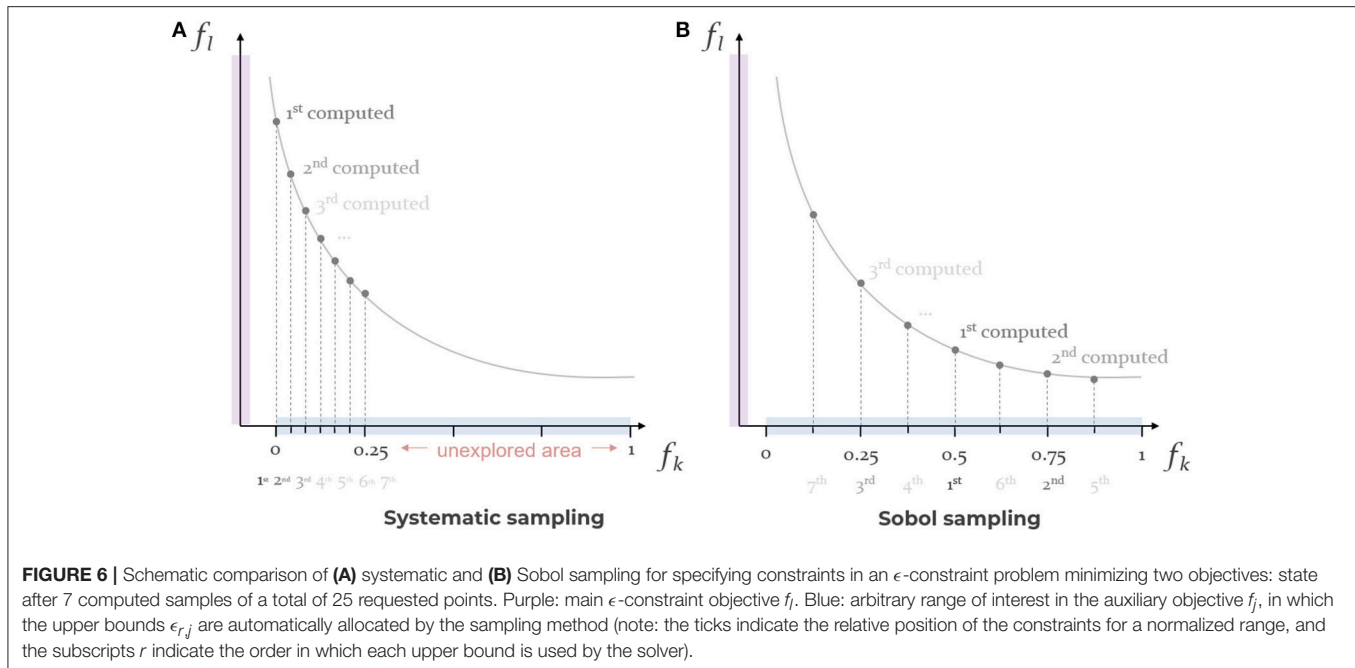 A
f_l
1st computed
2nd computed
3rd computed
...
0 0.25 unexplored area 1
f_k
1st 2nd 3rd 4th 5th 6th 7th
Systematic sampling
B
f_l
3rd computed
...
1st computed
2nd computed
0 0.25 0.5 0.75 1
f_k
7th 3rd 4th 1st 6th 2nd 5th
Sobol sampling
FIGURE 6 | Schematic comparison of (A) systematic and (B) Sobol sampling for specifying constraints in an ϵ-constraint problem minimizing two objectives: state
after 7 computed samples of a total of 25 requested points. Purple: main ϵ-constraint objective f_l. Blue: arbitrary range of interest in the auxiliary objective f_j, in which
the upper bounds ϵ_{r,j} are automatically allocated by the sampling method (note: the ticks indicate the relative position of the constraints for a normalized range, and
the subscripts r indicate the order in which each upper bound is used by the solver).